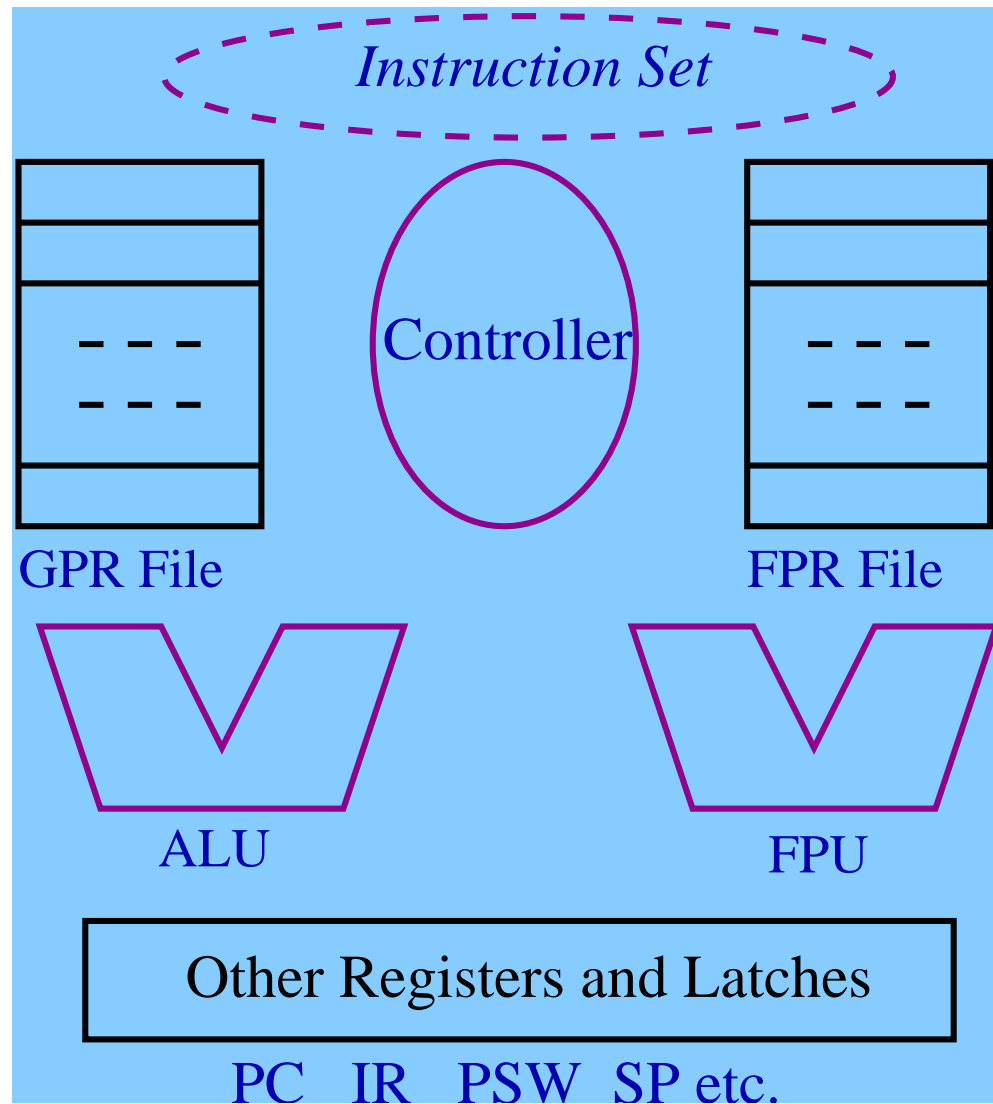 Instruction Set
Controller
GPR File
FPR File
ALU
FPU
Other Registers and Latches
PC IR PSW SP etc.